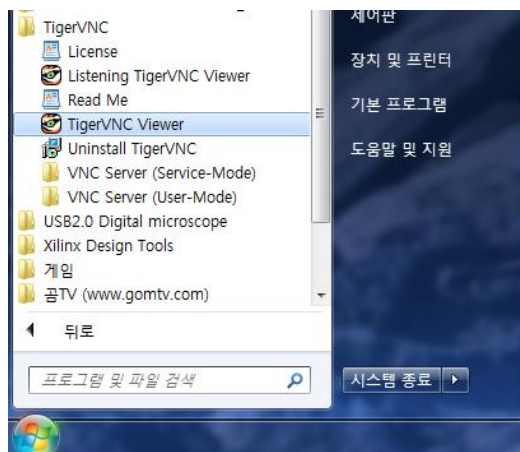 TigerVNC
License
Listening TigerVNC Viewer
Read Me
TigerVNC Viewer
Uninstall TigerVNC
VNC Server (Service-Mode)
VNC Server (User-Mode)
USB2.0 Digital microscope
Xilinx Design Tools
게임
곰TV (www.gomtv.com)
뒤로
프로그램 및 파일 검색
제어판
장치 및 프린터
기본 프로그램
도움말 및 지원
시스템 종료